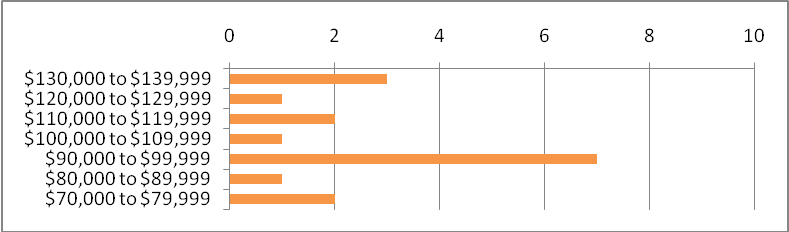 0 2 4 6 8 10
$130,000 to $139,999
$120,000 to $129,999
$110,000 to $119,999
$100,000 to $109,999
$90,000 to $99,999
$80,000 to $89,999
$70,000 to $79,999